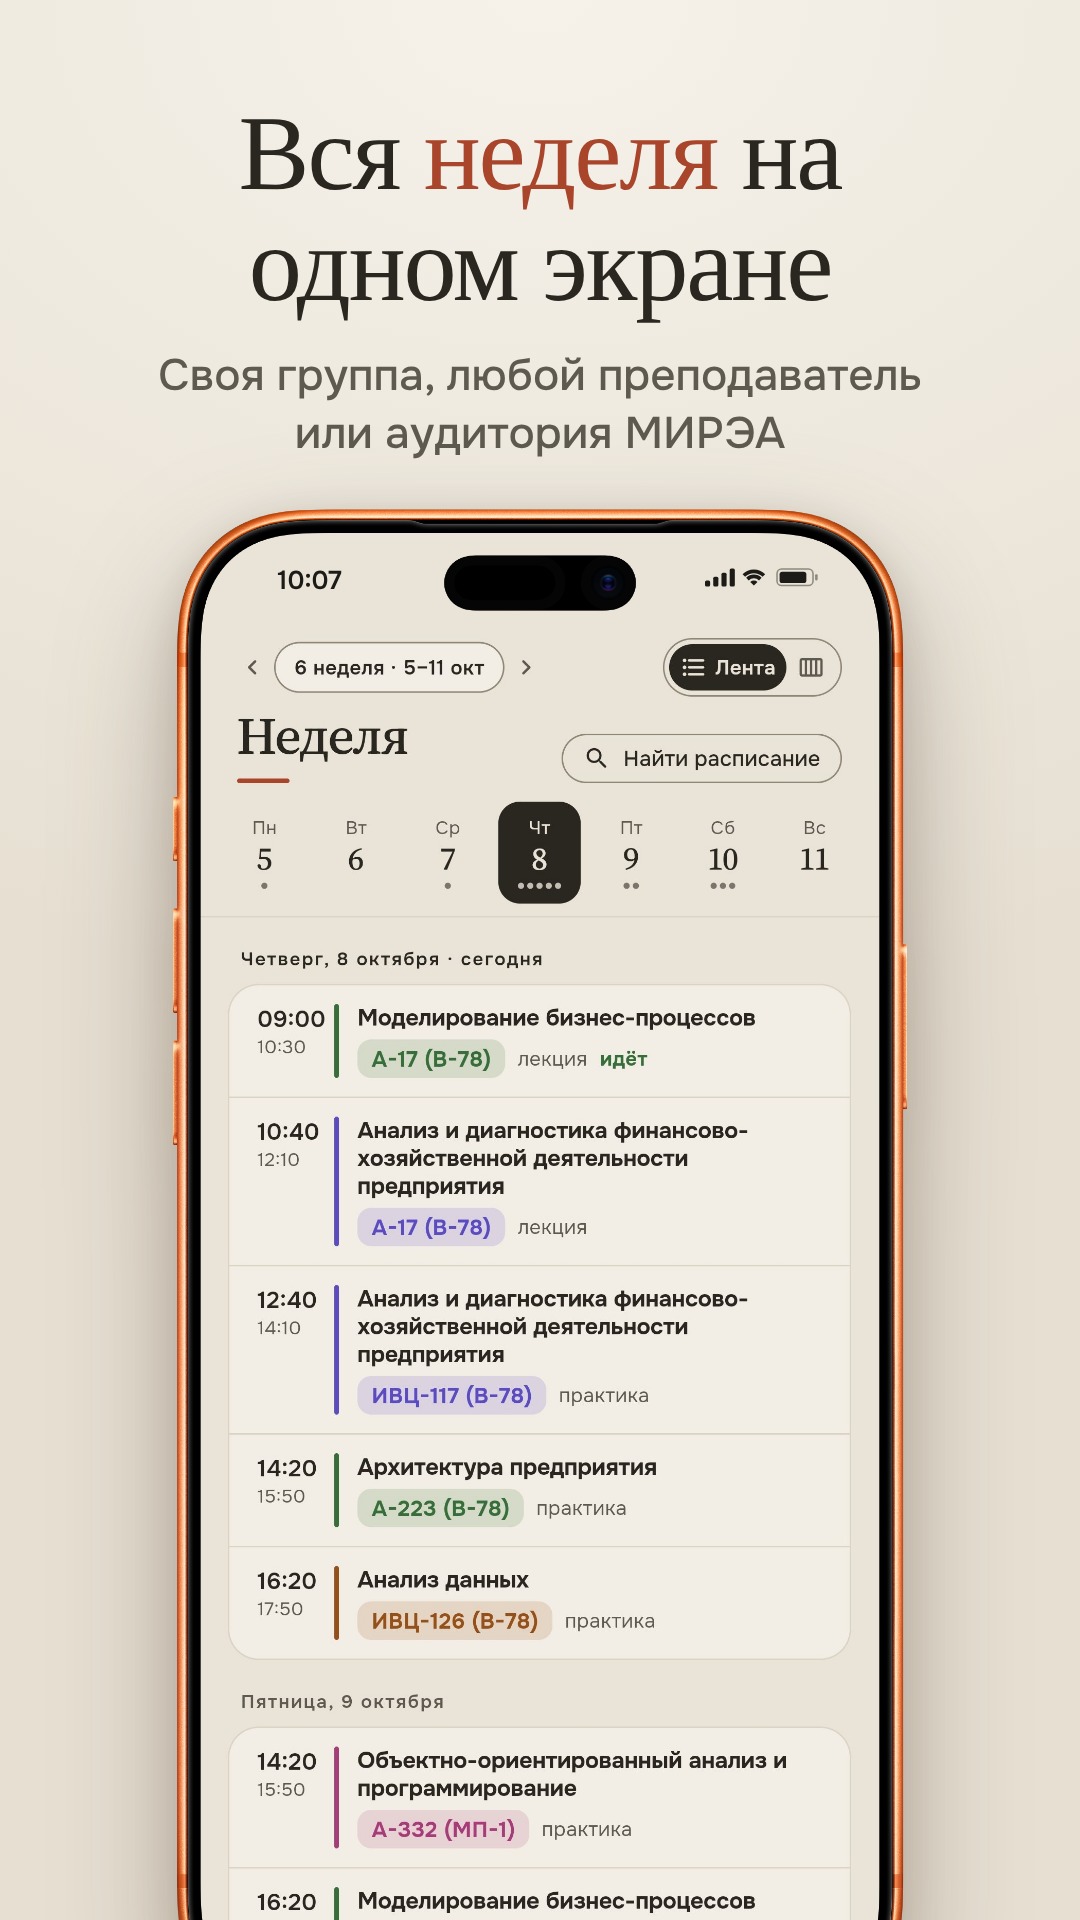 Вся неделя на
одном экране
Своя группа, любой преподаватель
или аудитория МИРЭА
10:07
6 неделя · 5–11 окт
Лента
Неделя
Найти расписание
Пн Вт Ср Чт Пт Сб Вс
5 6 7 8 9 10 11
Четверг, 8 октября · сегодня
09:00 Моделирование бизнес-процессов
10:30 А-17 (В-78) лекция идёт
10:40 Анализ и диагностика финансово-
12:10 хозяйственной деятельности
предприятия
А-17 (В-78) лекция
12:40 Анализ и диагностика финансово-
14:10 хозяйственной деятельности
предприятия
ИВЦ-117 (В-78) практика
14:20 Архитектура предприятия
15:50 А-223 (В-78) практика
16:20 Анализ данных
17:50 ИВЦ-126 (В-78) практика
Пятница, 9 октября
14:20 Объектно-ориентированный анализ и
15:50 программирование
А-332 (МП-1) практика
16:20 Моделирование бизнес-процессов